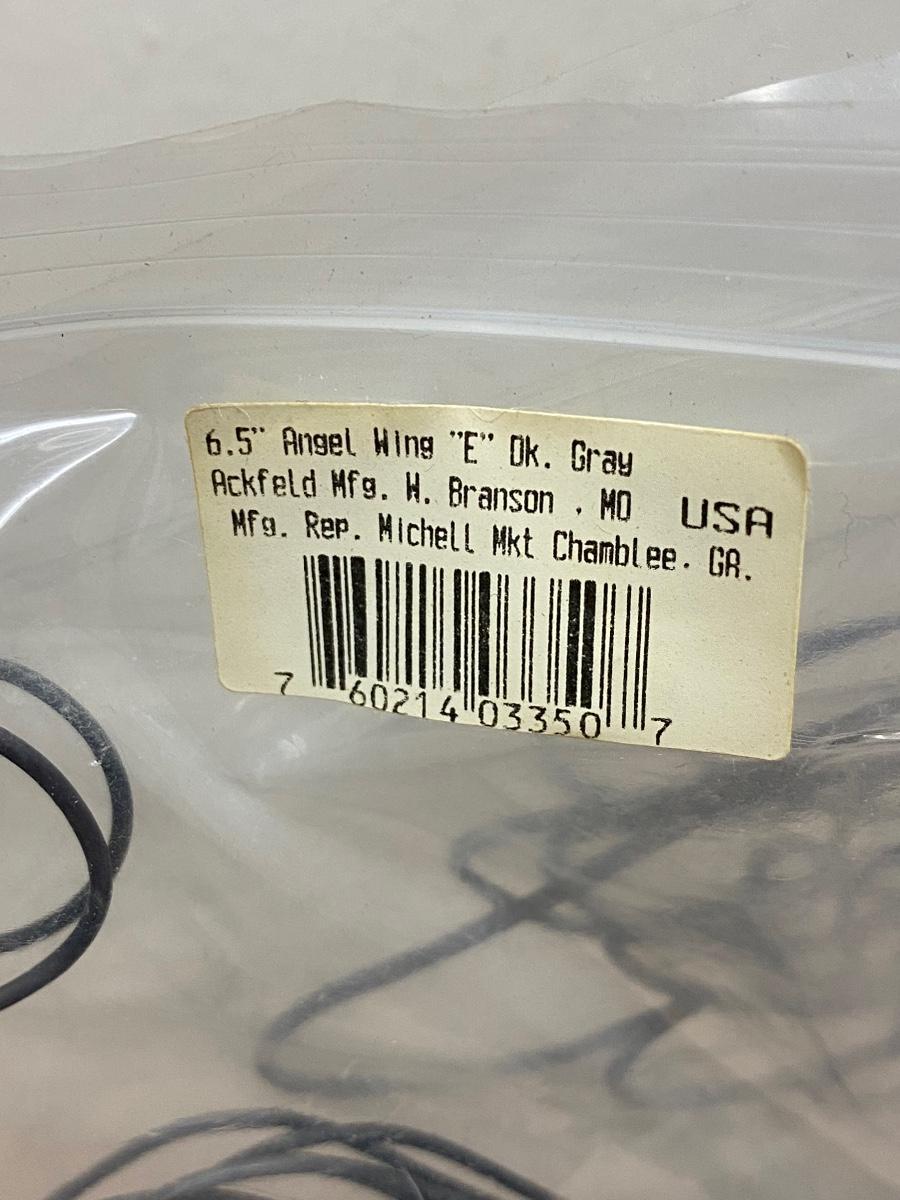 6.5" Angel Wing "E" Dk. Gray
Ackfeld Mfg. W. Branson . MO USA
Mfg. Rep. Michell Mkt Chamblee. GA.
7 60214 03350 7